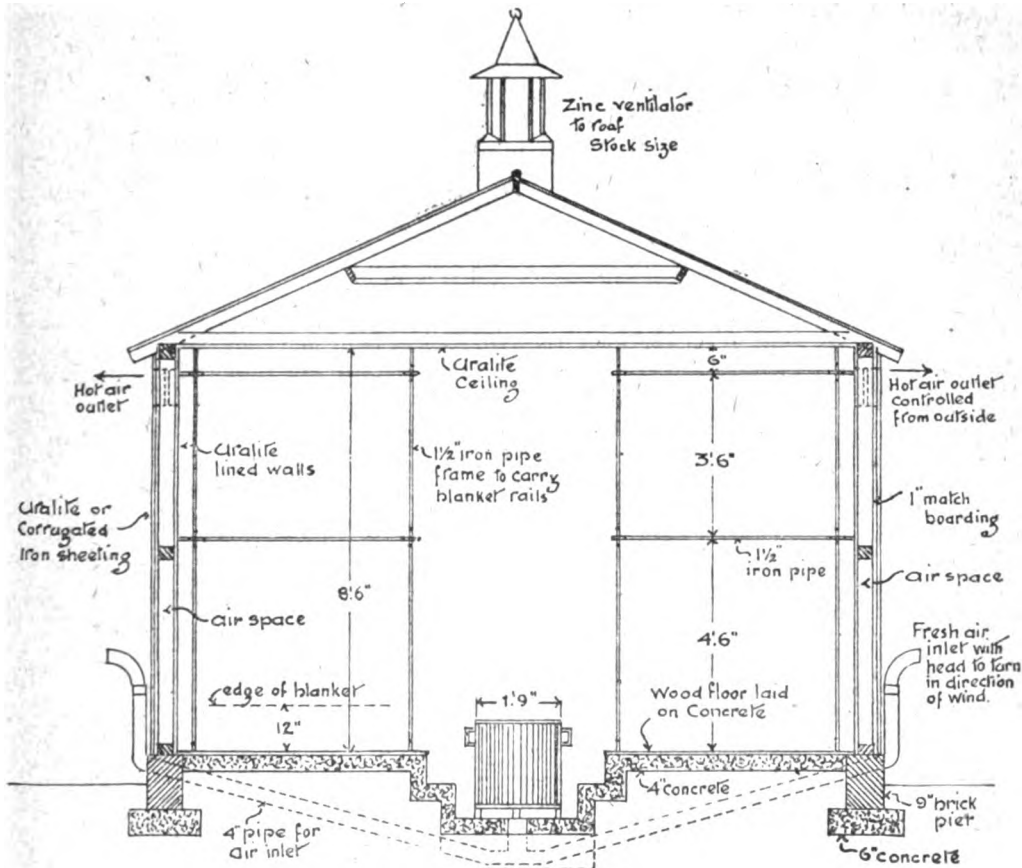 Zinc ventilator
to roof
Stock size
Hot air
outlet
Uralite
Ceiling
6"
Hot air outlet
controlled
from outside
Uralite
lined walls
1½" iron pipe
frame to carry
blanket rails
3'6"
1" match
boarding
Uralite or
Corrugated
Iron sheeting
1½"
iron pipe
8'6"
air space
air space
4'6"
Fresh air
inlet with
head to turn
in direction
of wind.
edge of blanket
12"
1'9"
Wood floor laid
on Concrete
4" concrete
4" pipe for
air inlet
9" brick
pier
6" concrete